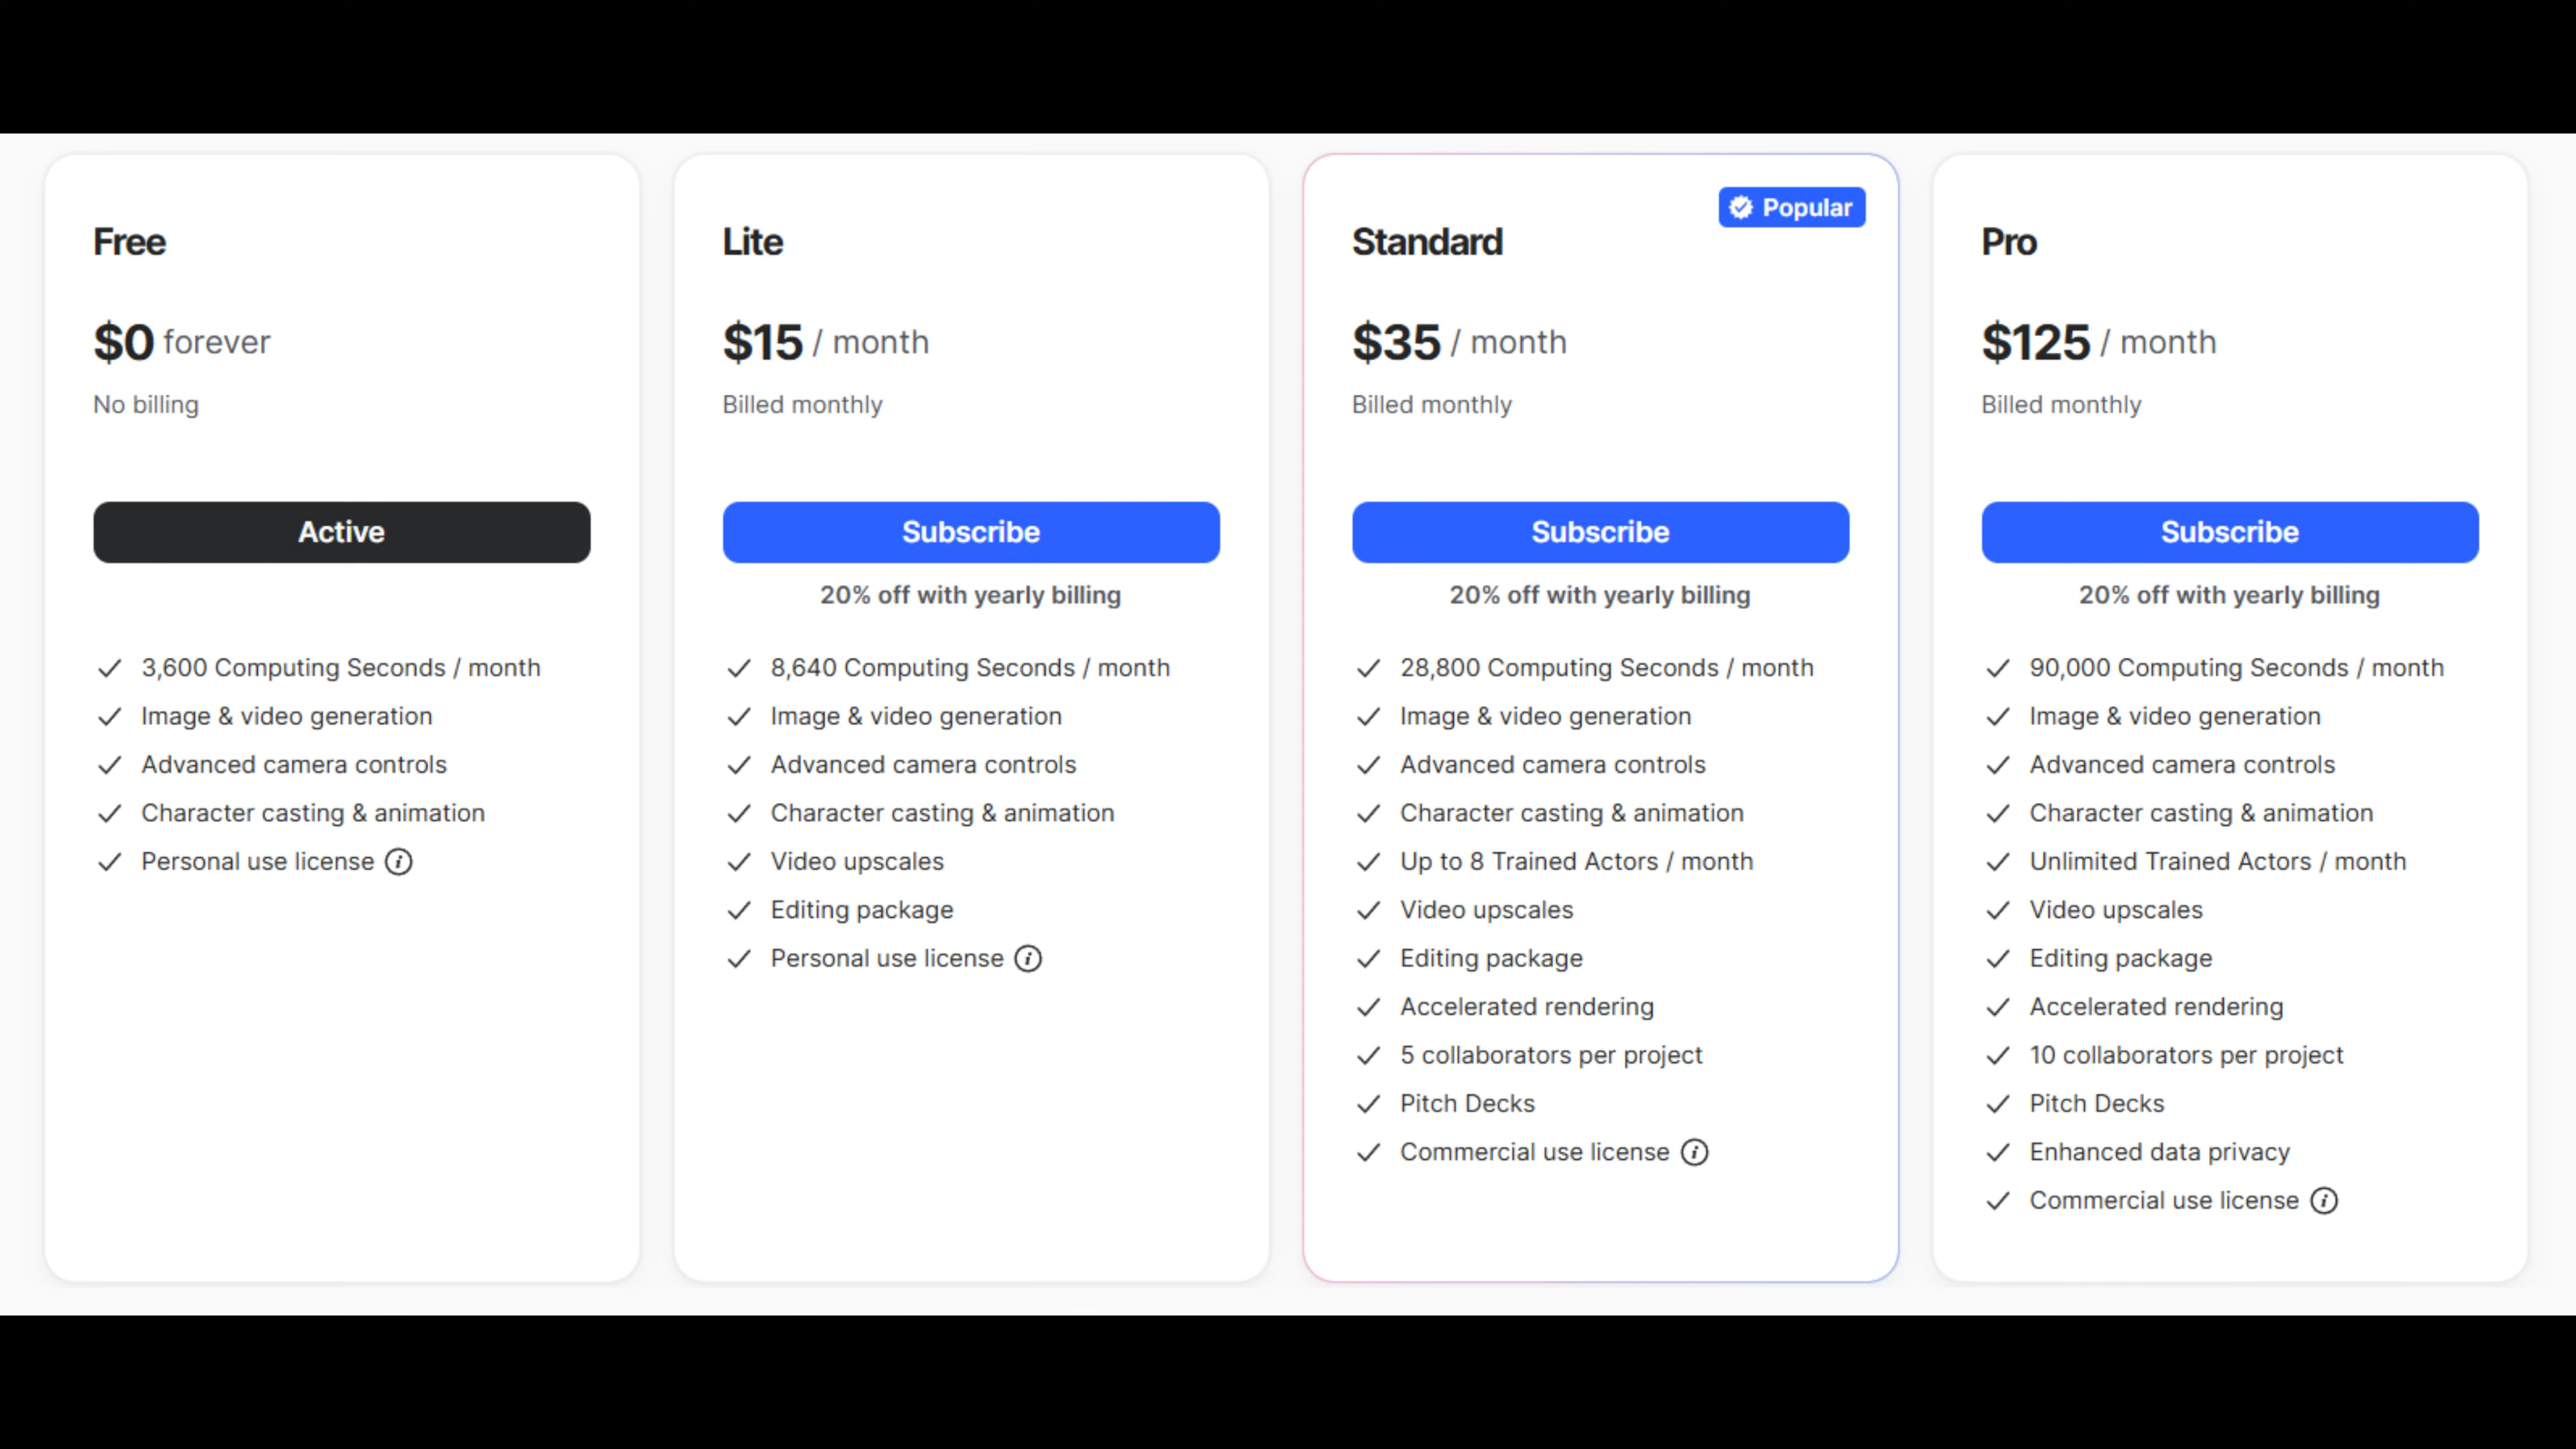 Free
$0 forever
No billing
Active
3,600 Computing Seconds / month
Image & video generation
Advanced camera controls
Character casting & animation
Personal use license
Lite
$15 / month
Billed monthly
Subscribe
20% off with yearly billing
8,640 Computing Seconds / month
Image & video generation
Advanced camera controls
Character casting & animation
Video upscales
Editing package
Personal use license
Popular
Standard
$35 / month
Billed monthly
Subscribe
20% off with yearly billing
28,800 Computing Seconds / month
Image & video generation
Advanced camera controls
Character casting & animation
Up to 8 Trained Actors / month
Video upscales
Editing package
Accelerated rendering
5 collaborators per project
Pitch Decks
Commercial use license
Pro
$125 / month
Billed monthly
Subscribe
20% off with yearly billing
90,000 Computing Seconds / month
Image & video generation
Advanced camera controls
Character casting & animation
Unlimited Trained Actors / month
Video upscales
Editing package
Accelerated rendering
10 collaborators per project
Pitch Decks
Enhanced data privacy
Commercial use license